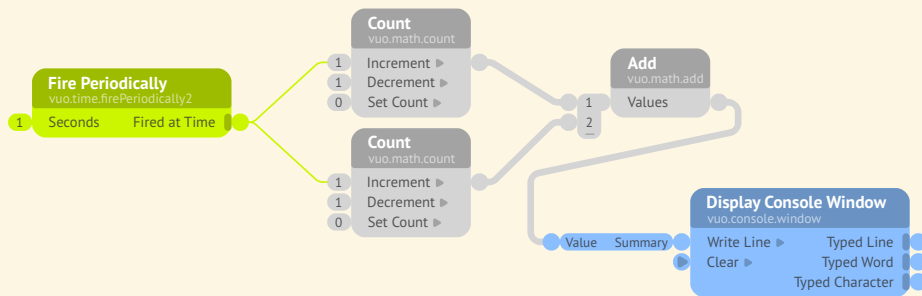 Fire Periodically
vuo.time.firePeriodically2
1 Seconds Fired at Time
Count
vuo.math.count
1 Increment
1 Decrement
0 Set Count
Count
vuo.math.count
1 Increment
1 Decrement
0 Set Count
Add
vuo.math.add
1 Values
2
Value Summary
Display Console Window
vuo.console.window
Write Line Typed Line
Clear Typed Word
Typed Character